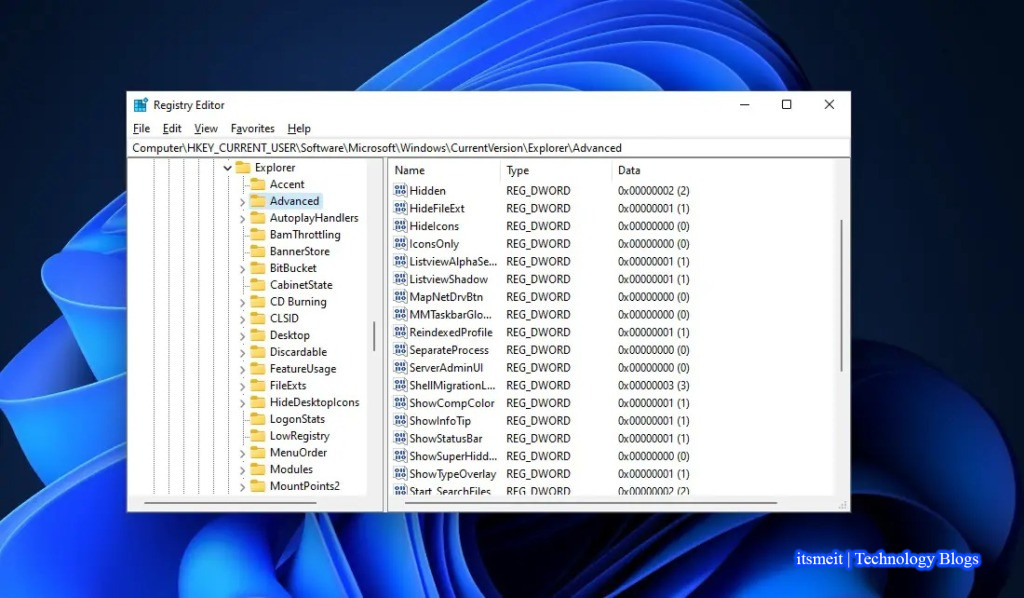 Registry Editor
File Edit View Favorites Help
Computer\HKEY_CURRENT_USER\Software\Microsoft\Windows\CurrentVersion\Explorer\Advanced
Explorer
Accent
Advanced
AutoplayHandlers
BamThrottling
BannerStore
BitBucket
CabinetState
CD Burning
CLSID
Desktop
Discardable
FeatureUsage
FileExts
HideDesktopIcons
LogonStats
LowRegistry
MenuOrder
Modules
MountPoints2
Name Type Data
Hidden REG_DWORD 0x00000002 (2)
HideFileExt REG_DWORD 0x00000001 (1)
HideIcons REG_DWORD 0x00000000 (0)
IconsOnly REG_DWORD 0x00000000 (0)
ListviewAlphaSe... REG_DWORD 0x00000001 (1)
ListviewShadow REG_DWORD 0x00000001 (1)
MapNetDrvBtn REG_DWORD 0x00000000 (0)
MMTaskbarGlo... REG_DWORD 0x00000000 (0)
ReindexedProfile REG_DWORD 0x00000001 (1)
SeparateProcess REG_DWORD 0x00000000 (0)
ServerAdminUI REG_DWORD 0x00000000 (0)
ShellMigrationL... REG_DWORD 0x00000003 (3)
ShowCompColor REG_DWORD 0x00000001 (1)
ShowInfoTip REG_DWORD 0x00000001 (1)
ShowStatusBar REG_DWORD 0x00000001 (1)
ShowSuperHidd... REG_DWORD 0x00000000 (0)
ShowTypeOverlay REG_DWORD 0x00000001 (1)
Start_SearchFiles REG_DWORD 0x00000002 (2)
itsmeit | Technology Blogs